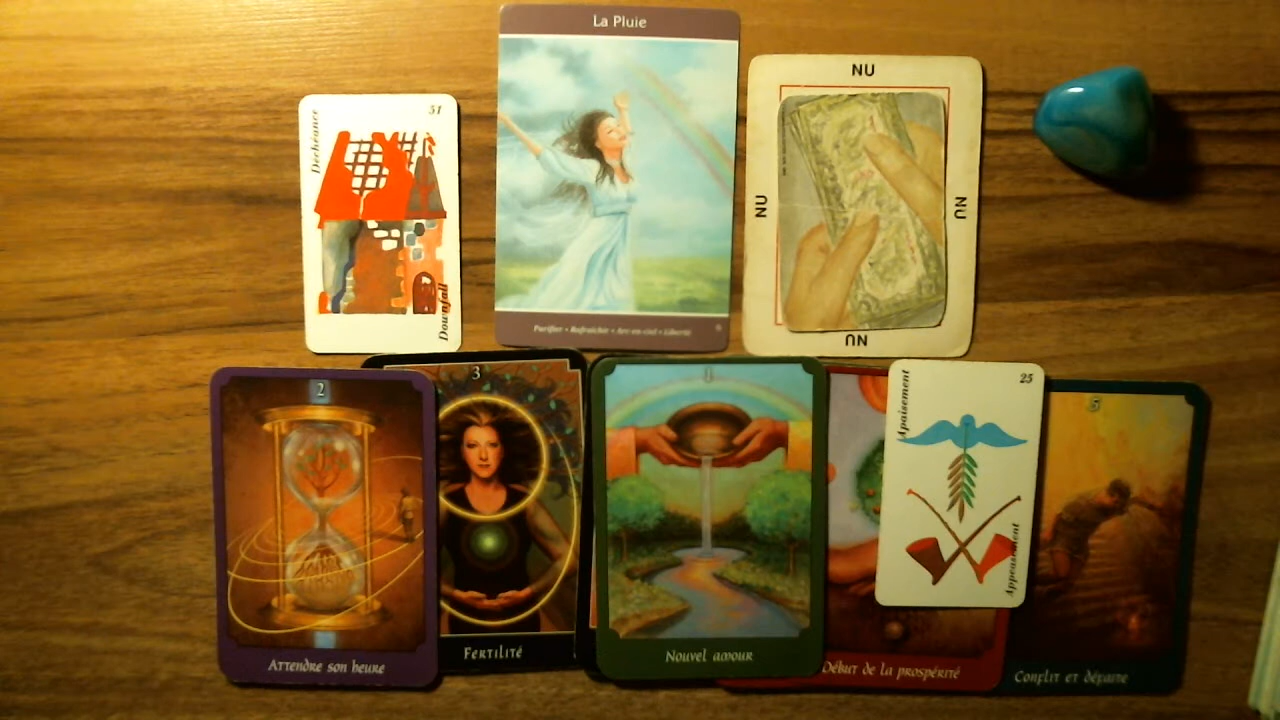 La Pluie
Purifier • Rafraîchir • Arc-en-ciel • Liberté
51
Déchéance
Downfall
NU
NU
NU
NU
2
Attendre son heure
3
Fertilité
1
Nouvel amour
Début de la prospérité
25
Apaisement
Appeasement
5
Conflit et défaite